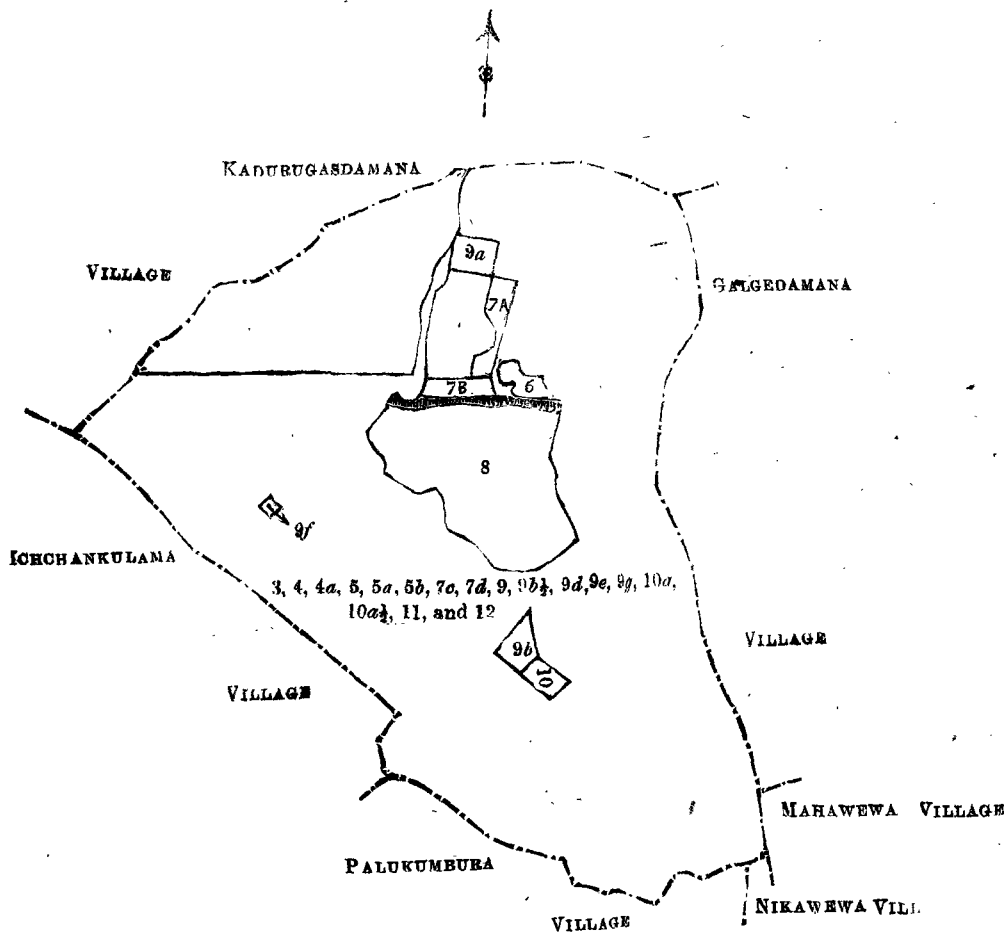 KADURUGASDAMANA
VILLAGE
GALGEDAMANA
9a
7A
7B
6
8
9f
ICHCHANKULAMA
3, 4, 4a, 5, 5a, 5b, 7c, 7d, 9, 9b½, 9d, 9e, 9g, 10a,
10a½, 11, and 12
9b
10
VILLAGE
VILLAGE
MAHAWEWA VILLAGE
PALUKUMBURA
VILLAGE
NIKAWEWA VILL